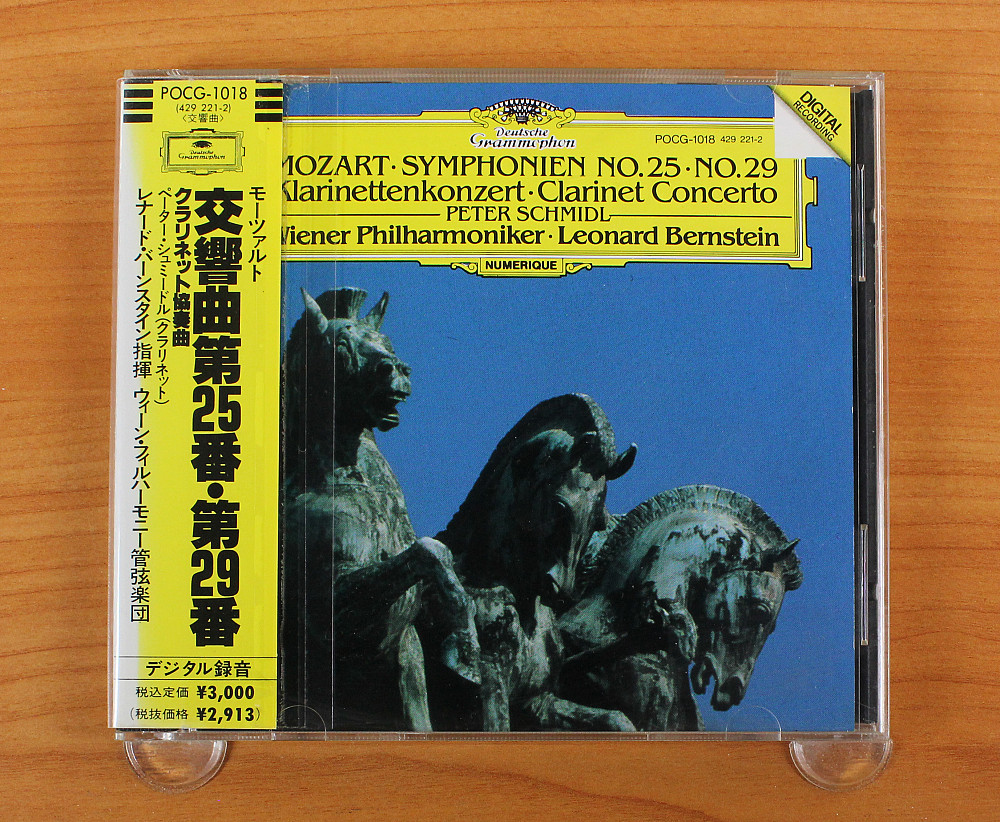 POCG-1018
(429 221-2)
〈交響曲〉
Deutsche
Grammophon
モーツァルト
交響曲第25番・第29番
クラリネット協奏曲
ペーター・シュミードル(クラリネット)
レナード・バーンスタイン指揮 ウィーン・フィルハーモニー管弦楽団
デジタル録音
税込定価 ¥3,000
(税抜価格 ¥2,913)
Deutsche
Grammophon
POCG-1018 429 221-2
DIGITAL
RECORDING
MOZART·SYMPHONIEN NO.25·NO.29
Klarinettenkonzert·Clarinet Concerto
PETER SCHMIDL
Wiener Philharmoniker·Leonard Bernstein
NUMERIQUE